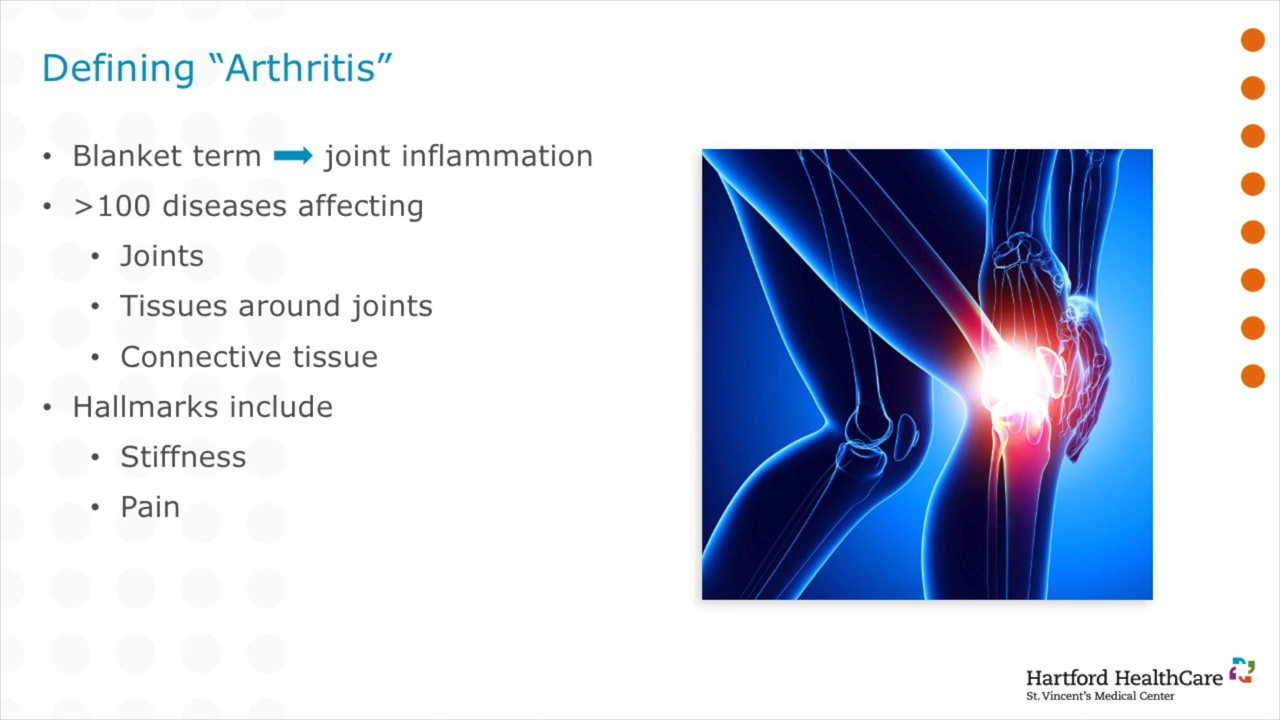 Defining “Arthritis”
• Blanket term ➡ joint inflammation
• >100 diseases affecting
• Joints
• Tissues around joints
• Connective tissue
• Hallmarks include
• Stiffness
• Pain
Hartford HealthCare
St. Vincent's Medical Center